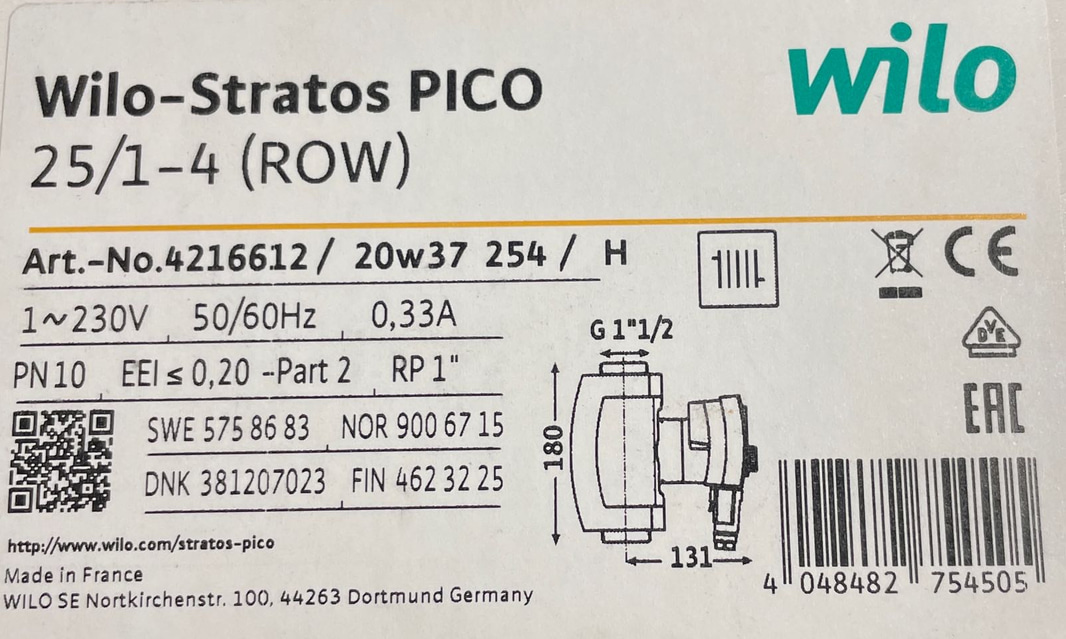 Wilo-Stratos PICO
wilo
25/1-4 (ROW)
Art.-No.4216612 / 20w37 254 / H
CE
1~230V 50/60Hz 0,33A
G 1"1/2
DVE
PN10 EEI ≤ 0,20 -Part 2 RP 1"
EAC
SWE 575 86 83 NOR 900 67 15
180
DNK 381207023 FIN 462 32 25
http://www.wilo.com/stratos-pico
131
Made in France
4 048482 754505
WILO SE Nortkirchenstr. 100, 44263 Dortmund Germany